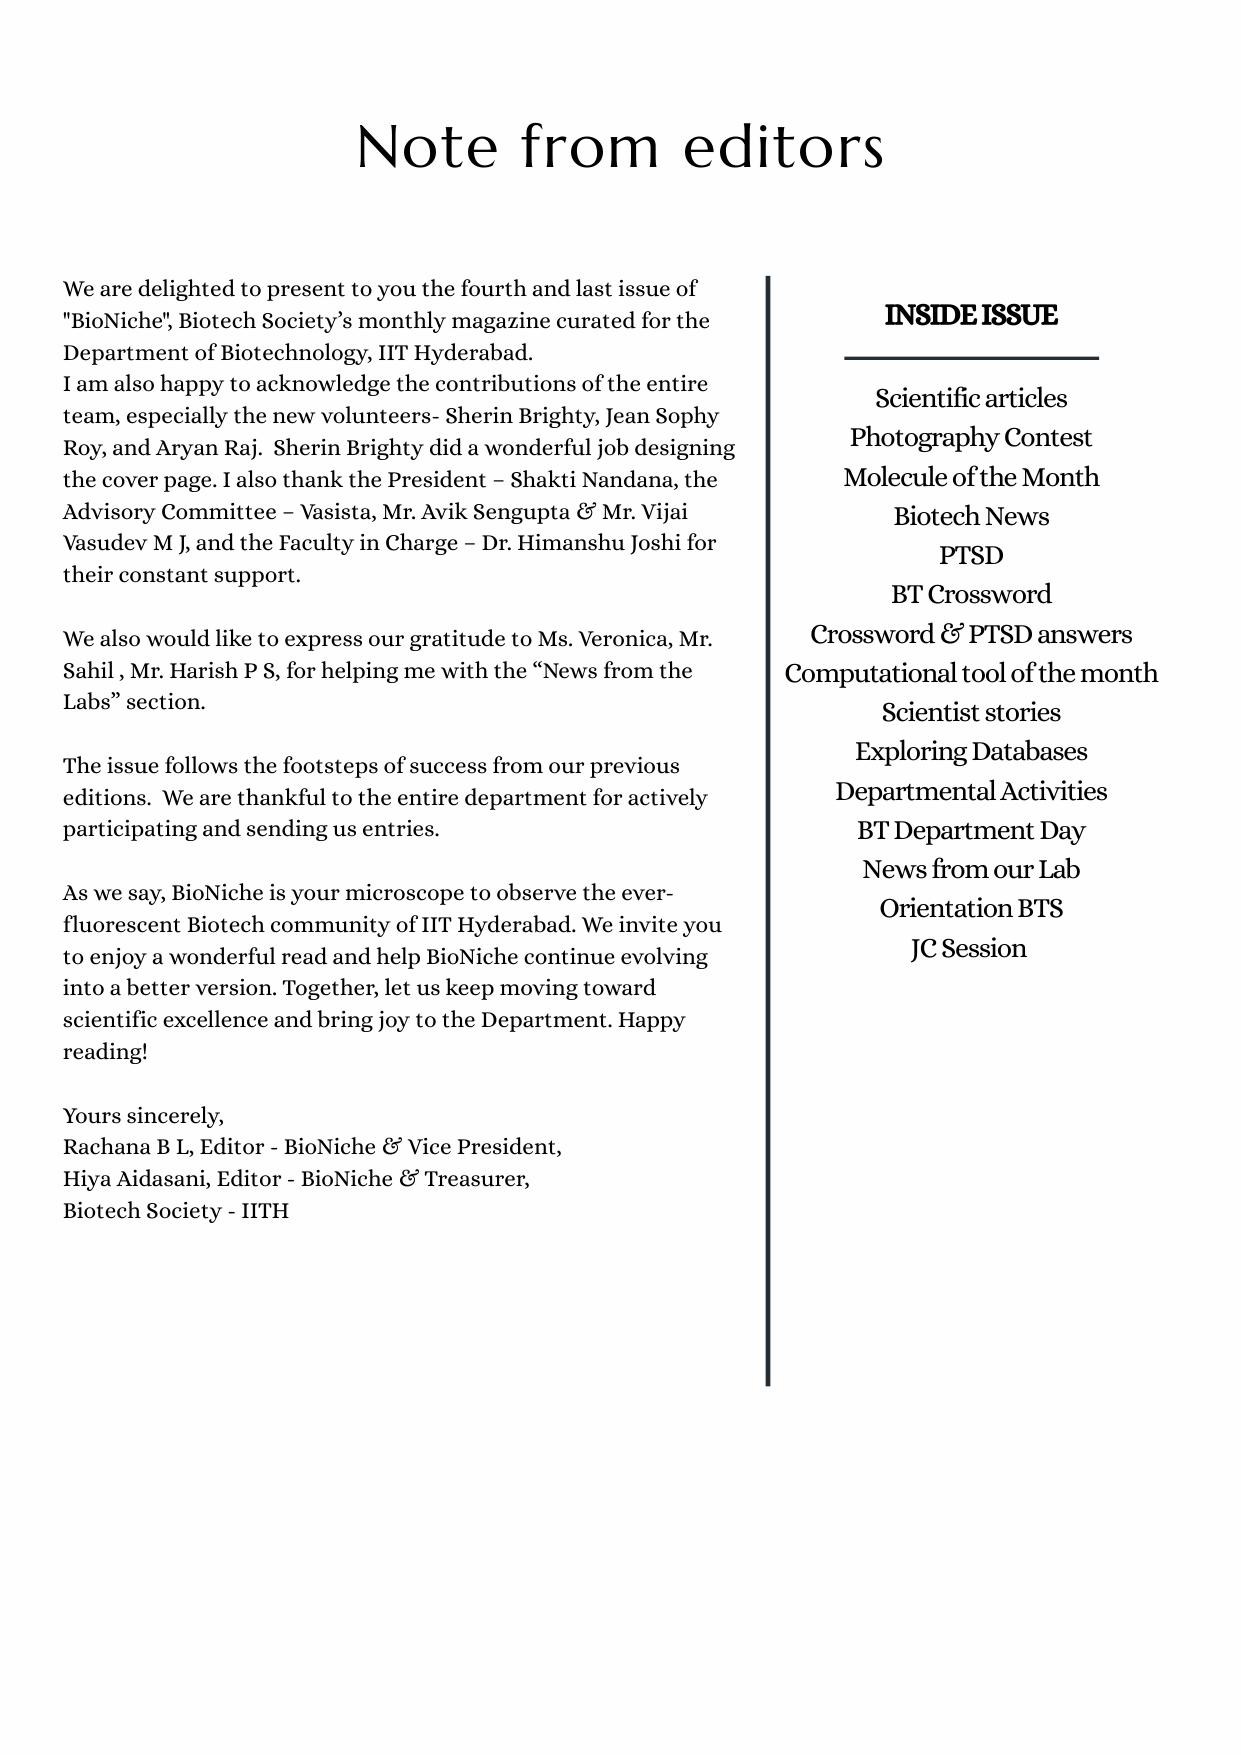 Note from editors
We are delighted to present to you the fourth and last issue of
"BioNiche", Biotech Society’s monthly magazine curated for the
Department of Biotechnology, IIT Hyderabad.
I am also happy to acknowledge the contributions of the entire
team, especially the new volunteers- Sherin Brighty, Jean Sophy
Roy, and Aryan Raj.  Sherin Brighty did a wonderful job designing
the cover page. I also thank the President – Shakti Nandana, the
Advisory Committee – Vasista, Mr. Avik Sengupta & Mr. Vijai
Vasudev M J, and the Faculty in Charge – Dr. Himanshu Joshi for
their constant support.
We also would like to express our gratitude to Ms. Veronica, Mr.
Sahil , Mr. Harish P S, for helping me with the “News from the
Labs” section.
The issue follows the footsteps of success from our previous
editions.  We are thankful to the entire department for actively
participating and sending us entries.
As we say, BioNiche is your microscope to observe the ever-
fluorescent Biotech community of IIT Hyderabad. We invite you
to enjoy a wonderful read and help BioNiche continue evolving
into a better version. Together, let us keep moving toward
scientific excellence and bring joy to the Department. Happy
reading!
Yours sincerely,
Rachana B L, Editor - BioNiche & Vice President,
Hiya Aidasani, Editor - BioNiche & Treasurer,
Biotech Society - IITH
INSIDE ISSUE
Scientific articles
Photography Contest
Molecule of the Month
Biotech News
PTSD
BT Crossword
Crossword & PTSD answers
Computational tool of the month
Scientist stories
Exploring Databases
Departmental Activities
BT Department Day
News from our Lab
Orientation BTS
JC Session